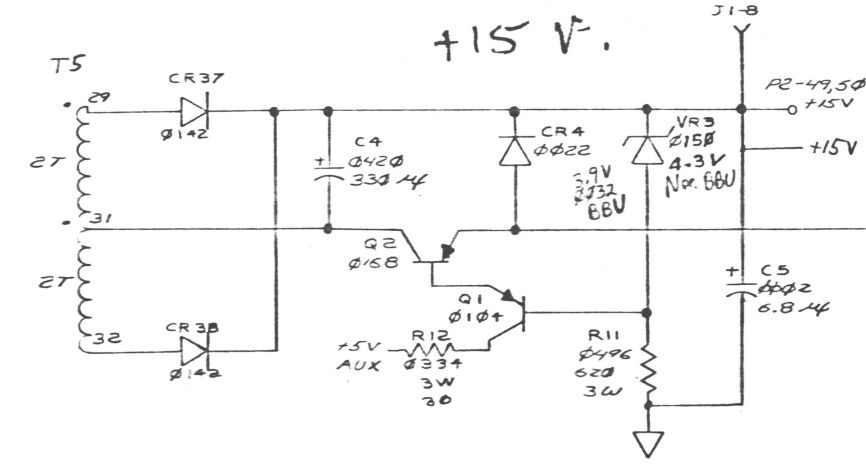 J1-8
+15 V.
T5
29
CR37
Ø142
P2-49,5Ø
+15V
C4
+
Ø42Ø
33Ø µf
CR4
ØØ22
VR3
Ø15Ø
4.3V
Non BBU
3.9V
BBU
+15V
2T
31
2T
32
Q2
Ø168
Q1
Ø1Ø4
CR38
Ø142
+5V
AUX
R12
Ø334
3W
30
R11
Ø496
62Ø
3W
+
C5
6.8 µf